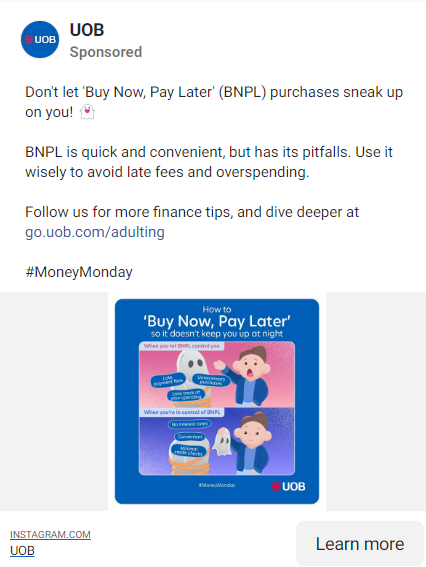 UOB
UOB
Sponsored
Don't let 'Buy Now, Pay Later' (BNPL) purchases sneak up
on you!
BNPL is quick and convenient, but has its pitfalls. Use it
wisely to avoid late fees and overspending.
Follow us for more finance tips, and dive deeper at
go.uob.com/adulting
#MoneyMonday
How to
'Buy Now, Pay Later'
so it doesn't keep you up at night
When you let BNPL control you
Late
payment fees
Unnecessary
purchases
Lose track of
your spending
When you're in control of BNPL
No interest rates
Convenient
Minimal
credit checks
#MoneyMonday
UOB
INSTAGRAM.COM
UOB
Learn more